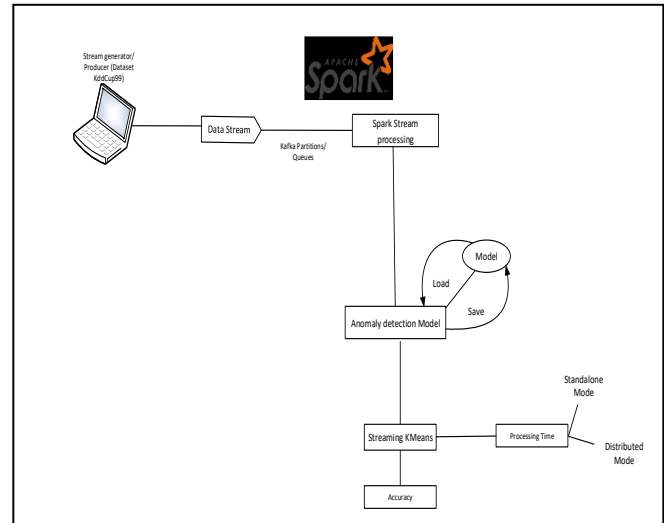 Stream generator/
Producer (Dataset
KddCup99)
APACHE
Spark
Data Stream
Kafka Partitions/
Queues
Spark Stream
processing
Model
Load
Save
Anomaly detection Model
Standalone
Mode
Streaming KMeans
Processing Time
Distributed
Mode
Accuracy